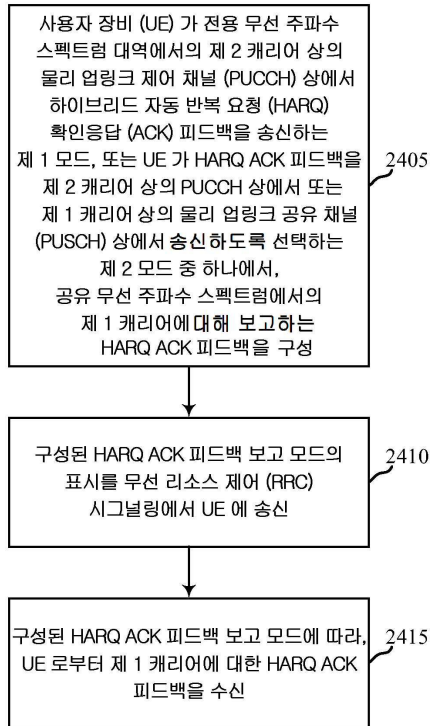 사용자 장비 (UE) 가 전용 무선 주파수
스펙트럼 대역에서의 제 2 캐리어 상의
물리 업링크 제어 채널 (PUCCH) 상에서
하이브리드 자동 반복 요청 (HARQ)
확인응답 (ACK) 피드백을 송신하는
제 1 모드, 또는 UE 가 HARQ ACK 피드백을
제 2 캐리어 상의 PUCCH 상에서 또는
제 1 캐리어 상의 물리 업링크 공유 채널
(PUSCH) 상에서 송신하도록 선택하는
제 2 모드 중 하나에서,
공유 무선 주파수 스펙트럼에서의
제 1 캐리어에 대해 보고하는
HARQ ACK 피드백을 구성
2405
구성된 HARQ ACK 피드백 보고 모드의
표시를 무선 리소스 제어 (RRC)
시그널링에서 UE 에 송신
2410
구성된 HARQ ACK 피드백 보고 모드에 따라,
UE 로부터 제 1 캐리어에 대한 HARQ ACK
피드백을 수신
2415